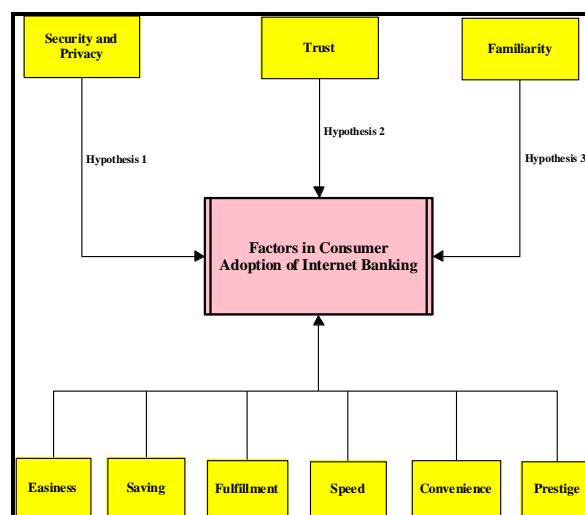 Security and
Privacy
Trust
Familiarity
Hypothesis 1
Hypothesis 2
Hypothesis 3
Factors in Consumer
Adoption of Internet Banking
Easiness
Saving
Fulfillment
Speed
Convenience
Prestige